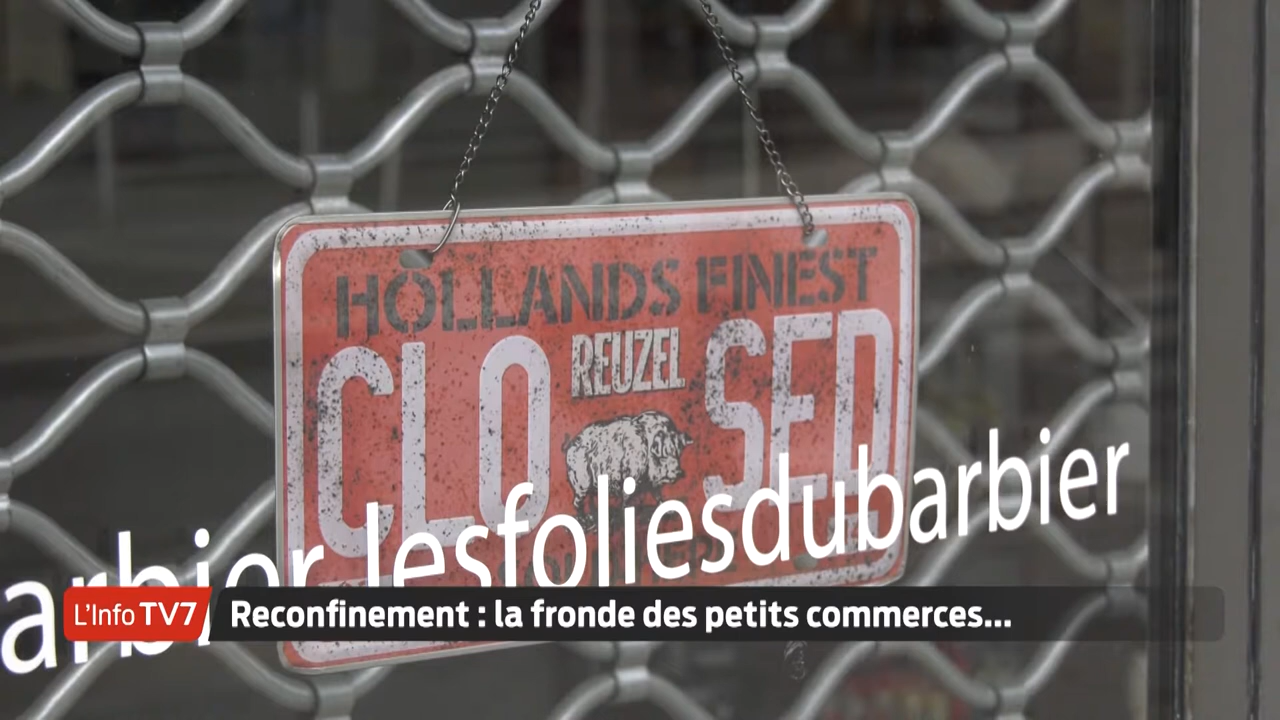 HOLLANDS FINEST
CLO REUZEL SED
arbier lesfoliesdubarbier
L'Info TV7 Reconfinement : la fronde des petits commerces...